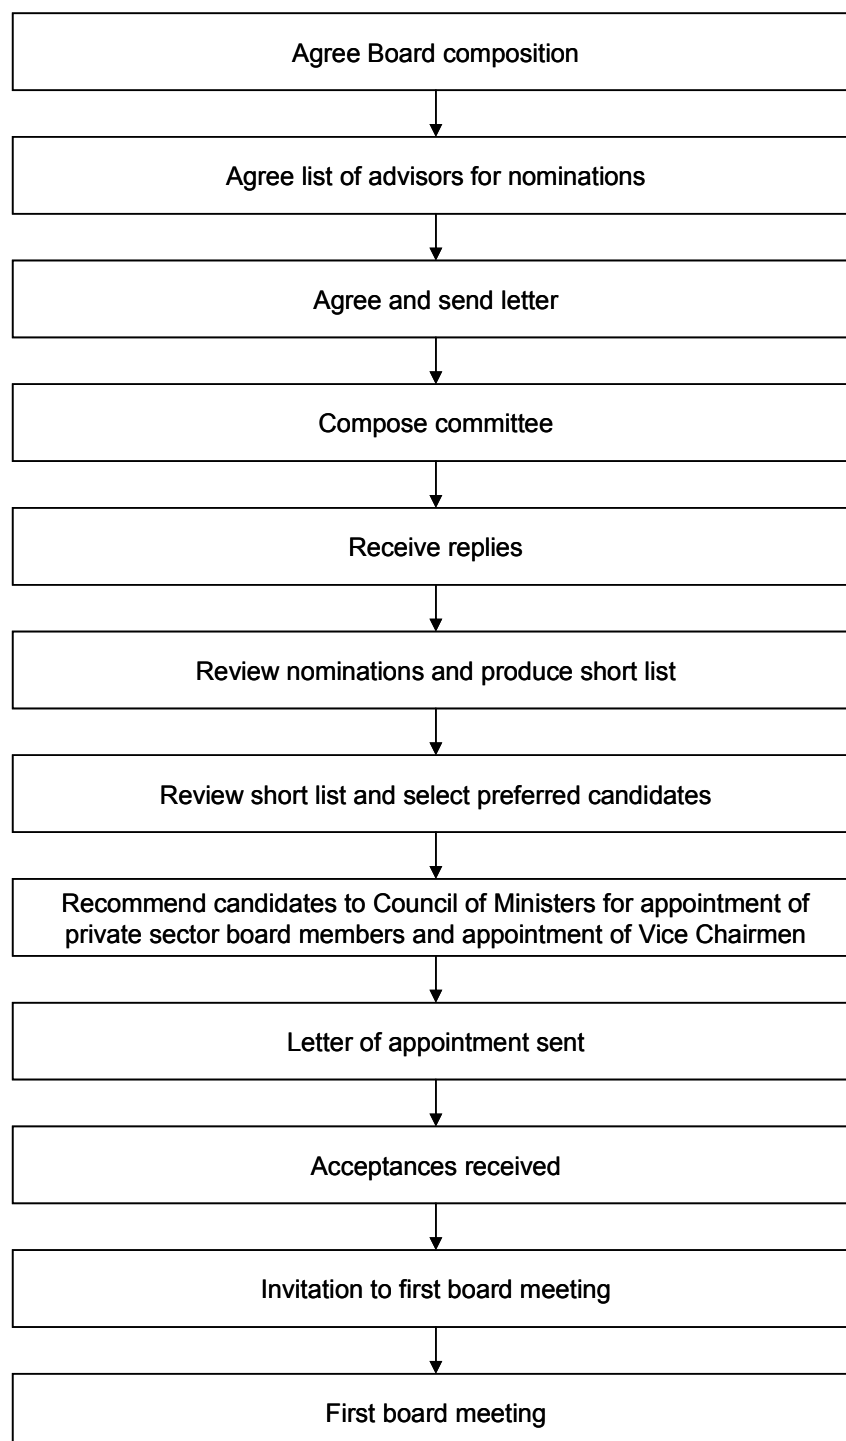 Agree Board composition
Agree list of advisors for nominations
Agree and send letter
Compose committee
Receive replies
Review nominations and produce short list
Review short list and select preferred candidates
Recommend candidates to Council of Ministers for appointment of
private sector board members and appointment of Vice Chairmen
Letter of appointment sent
Acceptances received
Invitation to first board meeting
First board meeting